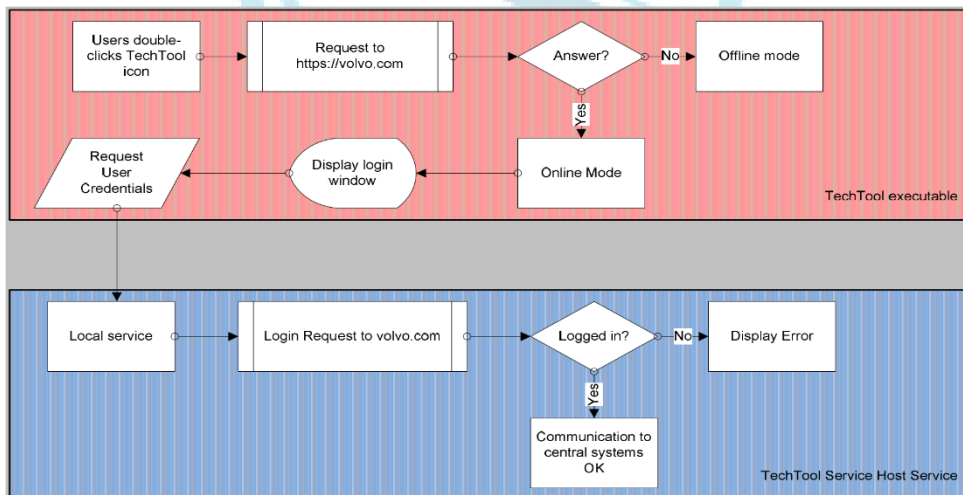 Users double-
clicks TechTool
icon
Request to
https://volvo.com
Answer?
No
Offline mode
Yes
Request
User
Credentials
Display login
window
Online Mode
TechTool executable
Local service
Login Request to volvo.com
Logged in?
No
Display Error
Yes
Communication to
central systems
OK
TechTool Service Host Service